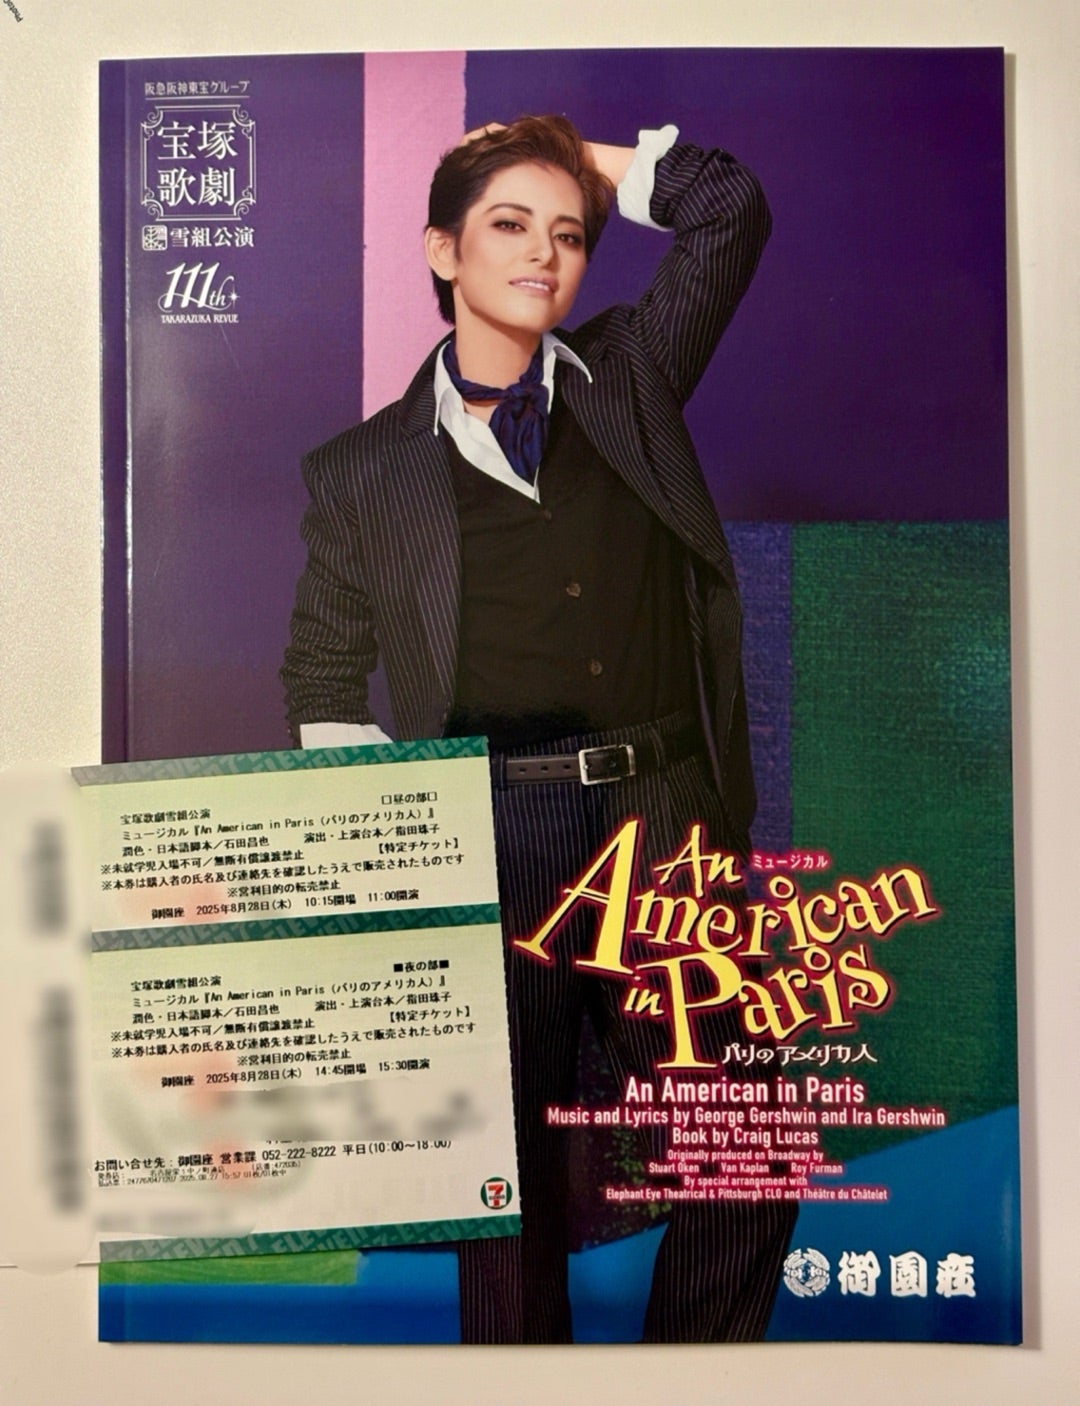 阪急阪神東宝グループ
宝塚
歌劇
雪組公演
111th
TAKARAZUKA REVUE
7-ELEVEN
□昼の部□
宝塚歌劇雪組公演
ミュージカル『An American in Paris（パリのアメリカ人）』
潤色・日本語脚本／石田昌也 演出・上演台本／指田珠子
※未就学児入場不可／無断有償譲渡禁止 【特定チケット】
※本券は購入者の氏名及び連絡先を確認したうえで販売されたものです
※営利目的の転売禁止
御園座 2025年8月28日(木) 10:15開場 11:00開演
■夜の部■
宝塚歌劇雪組公演
ミュージカル『An American in Paris（パリのアメリカ人）』
潤色・日本語脚本／石田昌也 演出・上演台本／指田珠子
※未就学児入場不可／無断有償譲渡禁止 【特定チケット】
※本券は購入者の氏名及び連絡先を確認したうえで販売されたものです
※営利目的の転売禁止
御園座 2025年8月28日(木) 14:45開場 15:30開演
お問い合せ先：御園座 営業課 052-222-8222 平日(10:00～18:00)
An
ミュージカル
American
in Paris
パリのアメリカ人
An American in Paris
Music and Lyrics by George Gershwin and Ira Gershwin
Book by Craig Lucas
Originally produced on Broadway by
Stuart Oken Van Kaplan Roy Furman
By special arrangement with
Elephant Eye Theatrical & Pittsburgh CLO and Théâtre du Châtelet
御園座